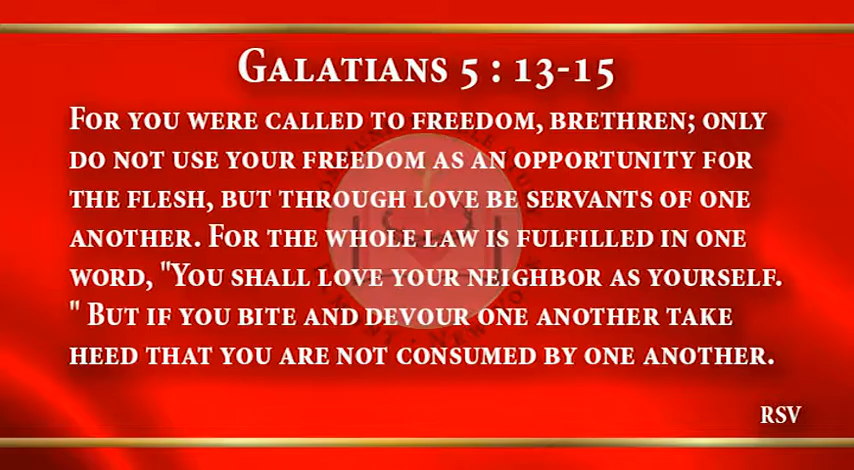 Galatians 5 : 13-15
For you were called to freedom, brethren; only
do not use your freedom as an opportunity for
the flesh, but through love be servants of one
another. For the whole law is fulfilled in one
word, "You shall love your neighbor as yourself.
" But if you bite and devour one another take
heed that you are not consumed by one another.
RSV